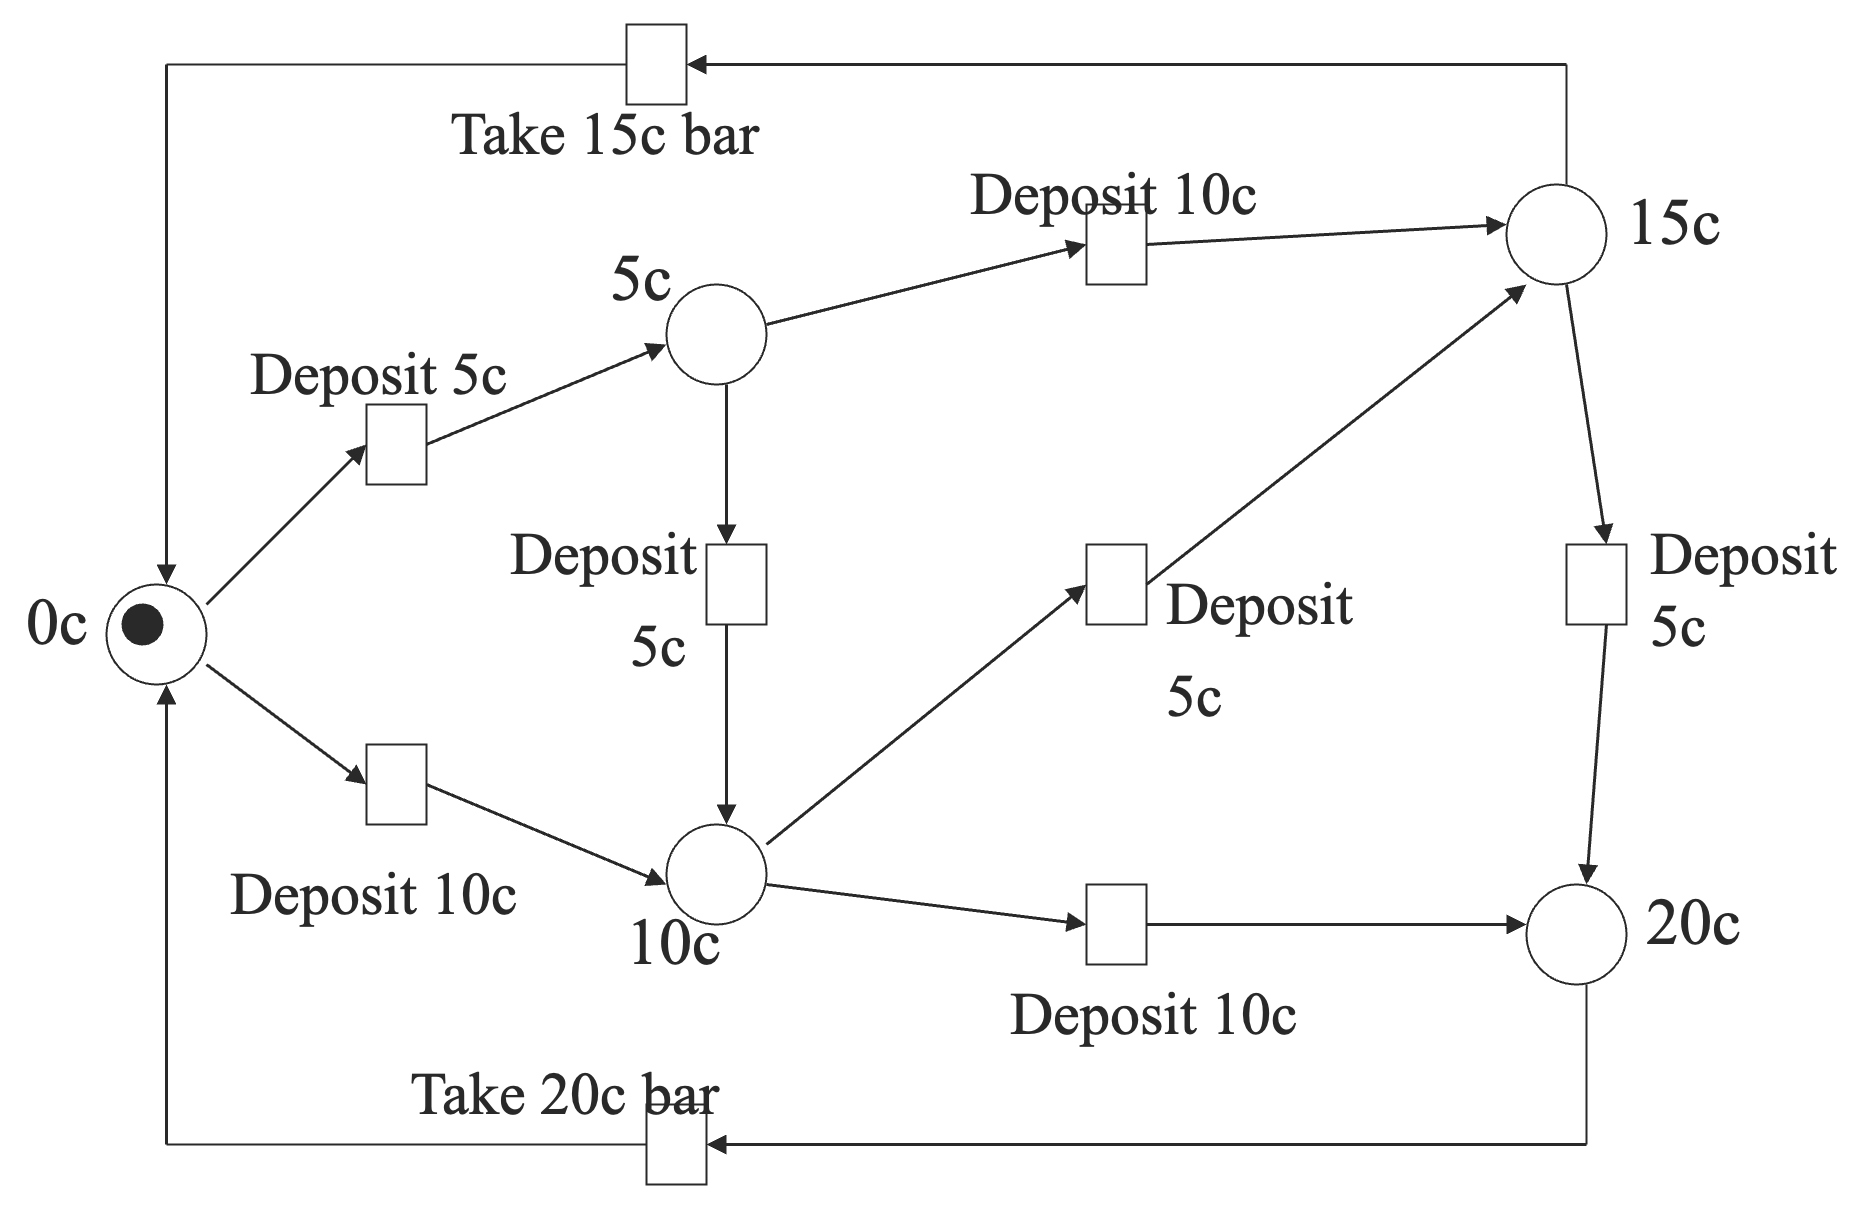 Take 15c bar
Deposit 10c
15c
5c
Deposit 5c
Deposit
5c
Deposit
5c
Deposit
5c
0c
Deposit 10c
10c
20c
Deposit 10c
Take 20c bar